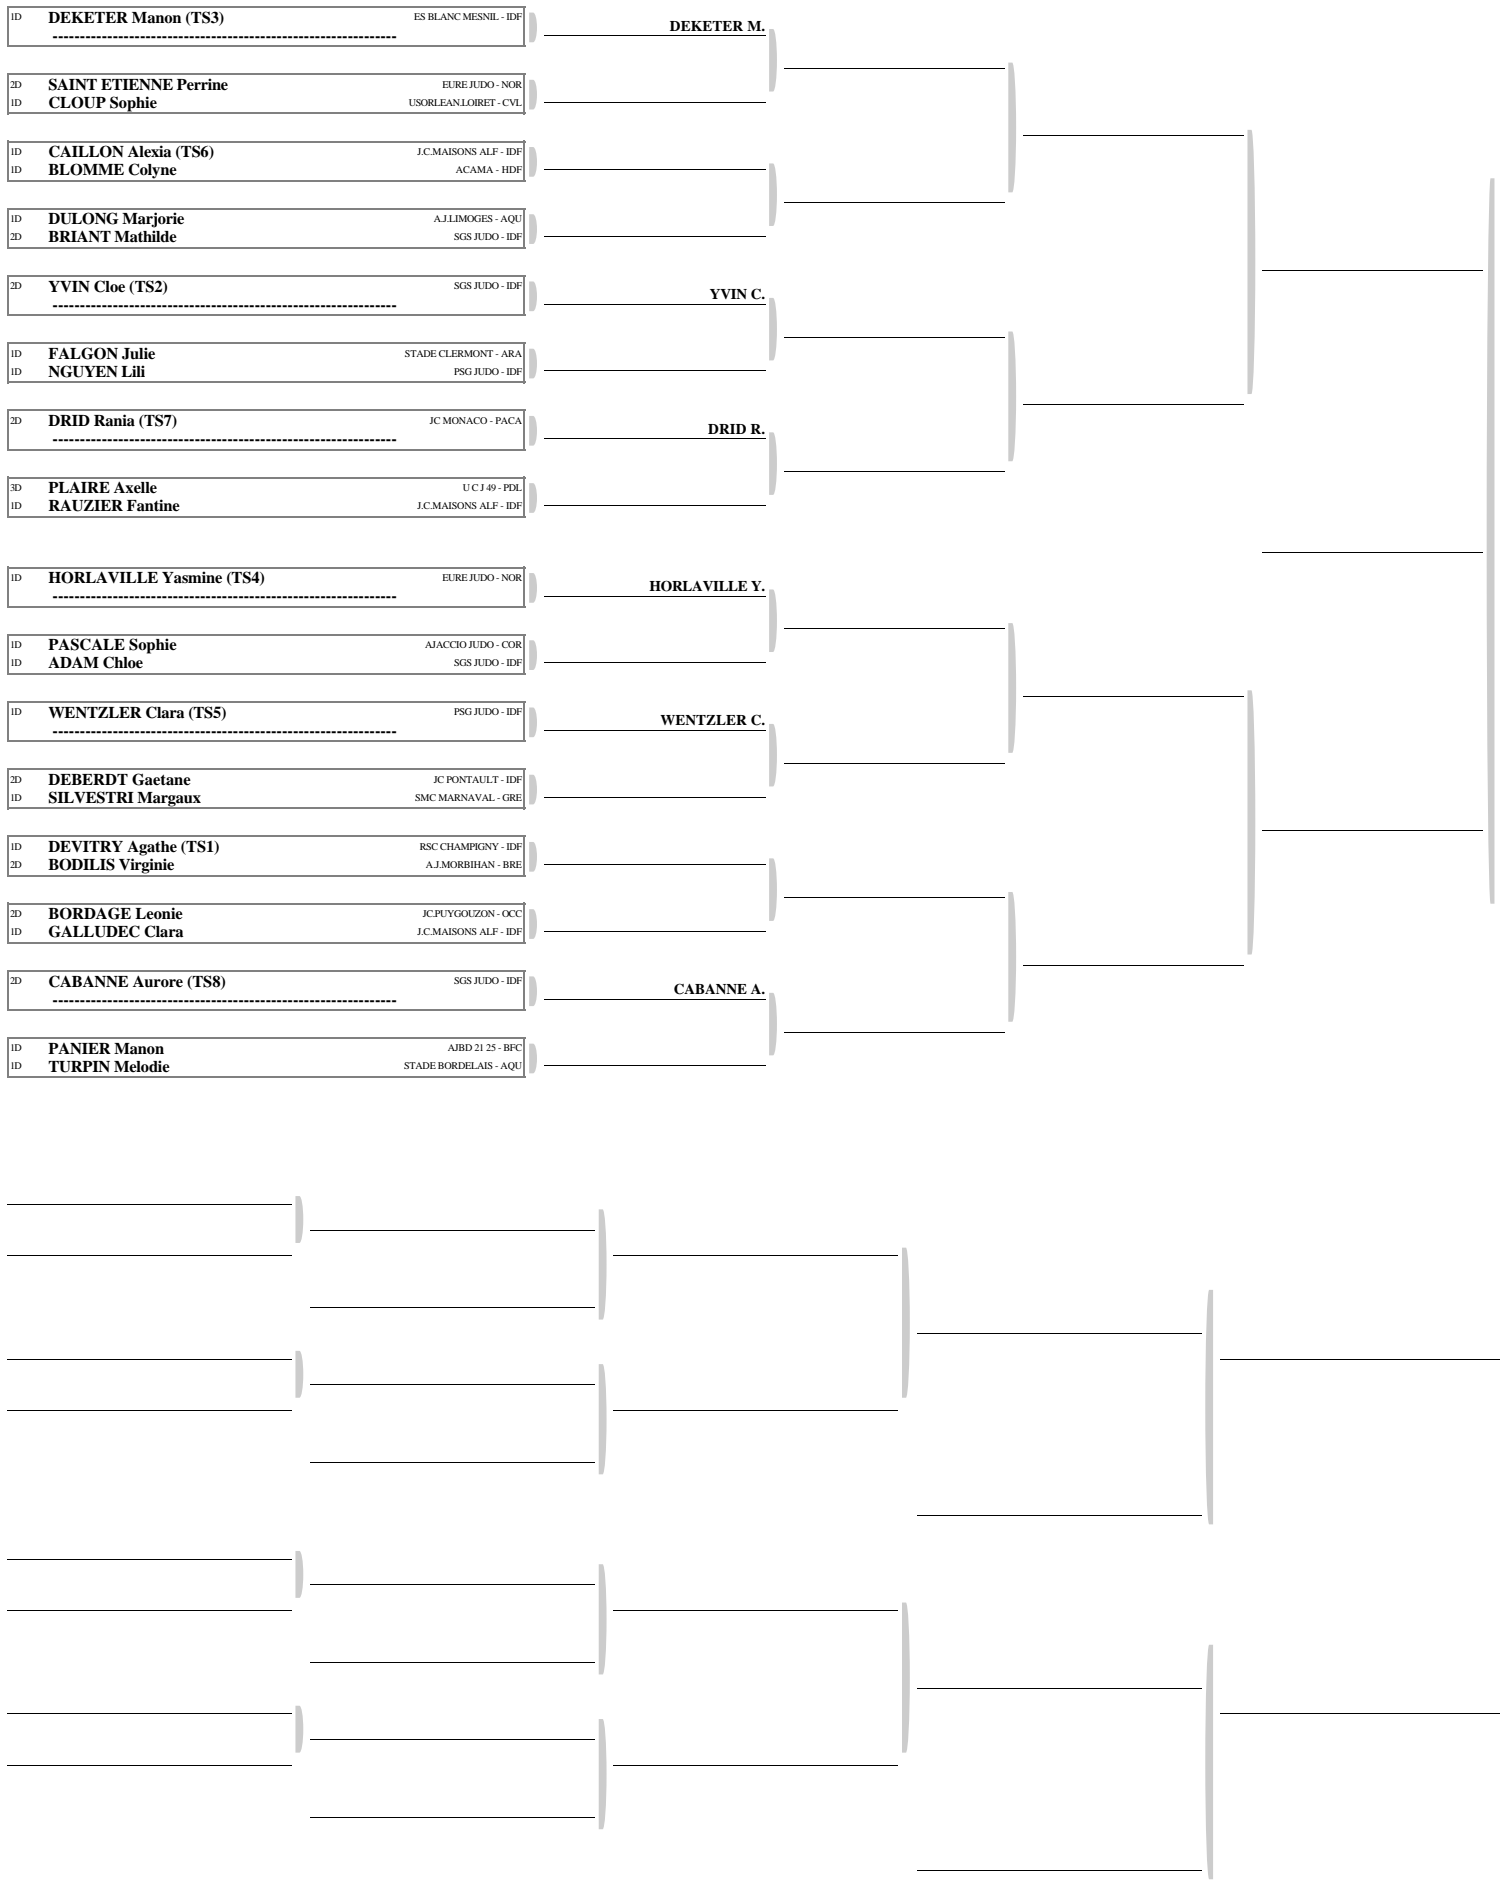 1D DEKETER Manon (TS3) ES BLANC MESNIL - IDF
----------------------------------------------------------------
DEKETER M.
2D SAINT ETIENNE Perrine EURE JUDO - NOR
1D CLOUP Sophie USORLEAN.LOIRET - CVL
1D CAILLON Alexia (TS6) J.C.MAISONS ALF - IDF
1D BLOMME Colyne ACAMA - HDF
1D DULONG Marjorie A.J.LIMOGES - AQU
2D BRIANT Mathilde SGS JUDO - IDF
2D YVIN Cloe (TS2) SGS JUDO - IDF
----------------------------------------------------------------
YVIN C.
1D FALGON Julie STADE CLERMONT - ARA
1D NGUYEN Lili PSG JUDO - IDF
2D DRID Rania (TS7) JC MONACO - PACA
----------------------------------------------------------------
DRID R.
3D PLAIRE Axelle U C J 49 - PDL
1D RAUZIER Fantine J.C.MAISONS ALF - IDF
1D HORLAVILLE Yasmine (TS4) EURE JUDO - NOR
----------------------------------------------------------------
HORLAVILLE Y.
1D PASCALE Sophie AJACCIO JUDO - COR
1D ADAM Chloe SGS JUDO - IDF
1D WENTZLER Clara (TS5) PSG JUDO - IDF
----------------------------------------------------------------
WENTZLER C.
2D DEBERDT Gaetane JC PONTAULT - IDF
1D SILVESTRI Margaux SMC MARNAVAL - GRE
1D DEVITRY Agathe (TS1) RSC CHAMPIGNY - IDF
2D BODILIS Virginie A.J.MORBIHAN - BRE
2D BORDAGE Leonie JC.PUYGOUZON - OCC
1D GALLUDEC Clara J.C.MAISONS ALF - IDF
2D CABANNE Aurore (TS8) SGS JUDO - IDF
----------------------------------------------------------------
CABANNE A.
1D PANIER Manon AJBD 21 25 - BFC
1D TURPIN Melodie STADE BORDELAIS - AQU